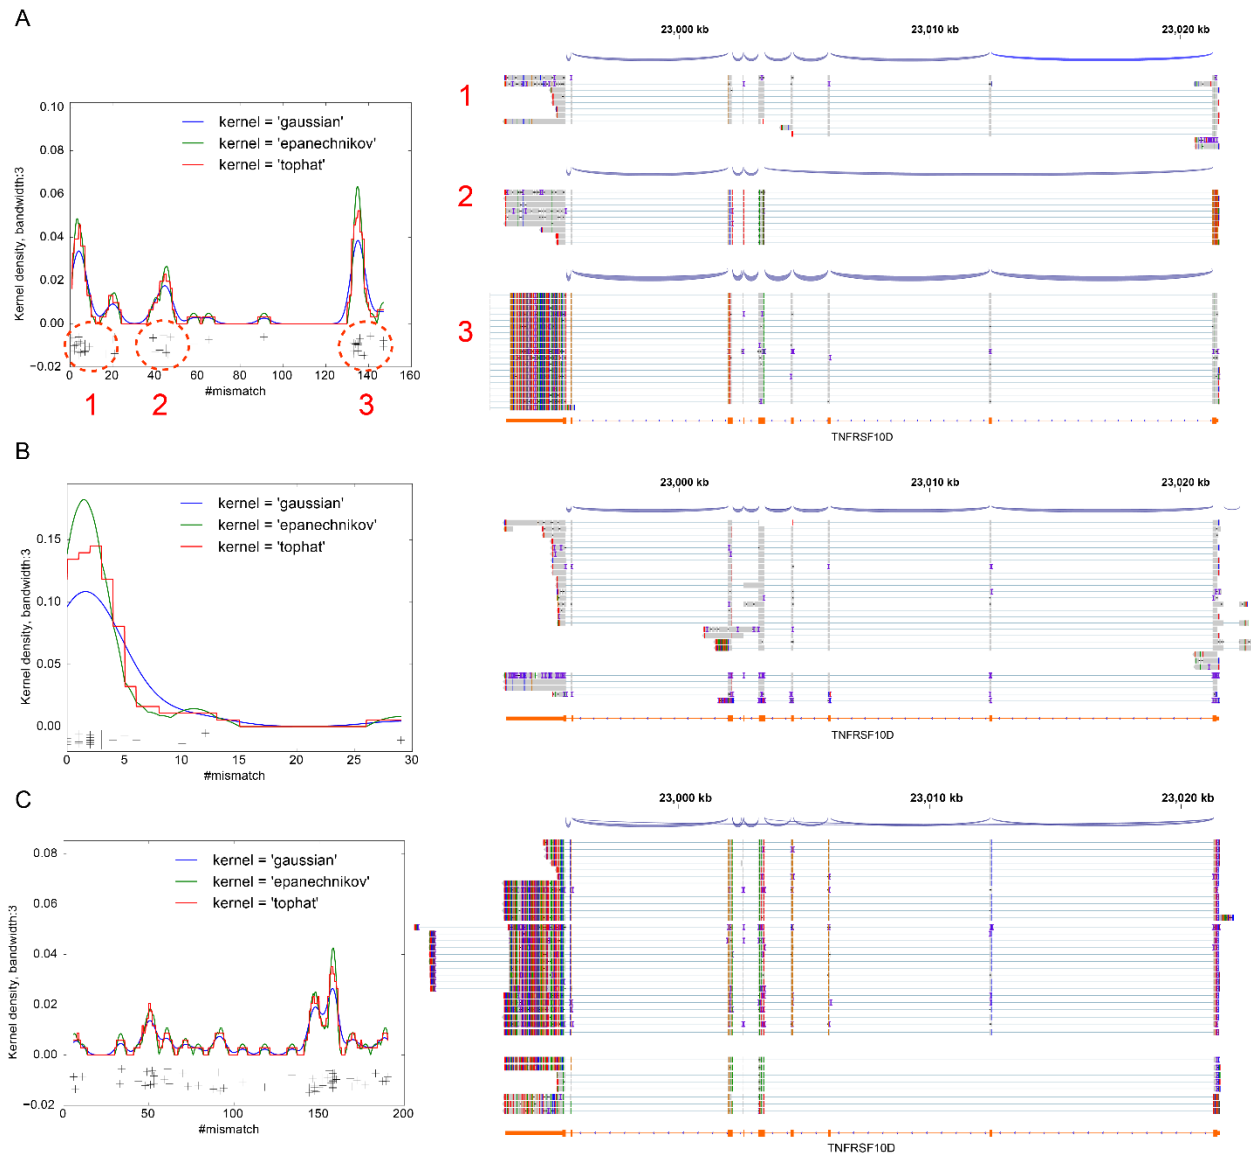 A
23,000 kb 23,010 kb 23,020 kb
1
0.10
0.08
0.06
0.04
0.02
0.00
−0.02
Kernel density, bandwidth:3
kernel = 'gaussian'
kernel = 'epanechnikov'
kernel = 'tophat'
0 20 40 60 80 100 120 140 160
#mismatch
1 2 3
2
3
TNFRSF10D
B
23,000 kb 23,010 kb 23,020 kb
kernel = 'gaussian'
kernel = 'epanechnikov'
kernel = 'tophat'
0.15
0.10
0.05
0.00
Kernel density, bandwidth:3
0 5 10 15 20 25 30
#mismatch
TNFRSF10D
C
23,000 kb 23,010 kb 23,020 kb
0.08
0.06
0.04
0.02
0.00
−0.02
Kernel density, bandwidth:3
kernel = 'gaussian'
kernel = 'epanechnikov'
kernel = 'tophat'
0 50 100 150 200
#mismatch
TNFRSF10D